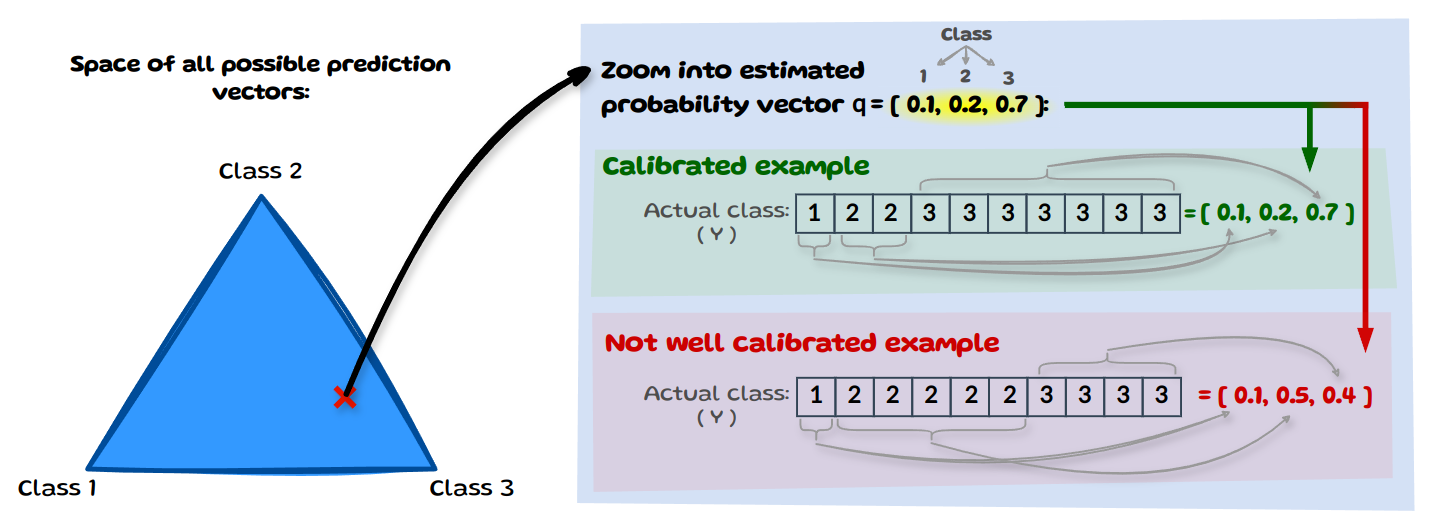 Space of all possible prediction
vectors:
Class 2
Class 1
Class 3
Class
1 2 3
Zoom into estimated
probability vector q = [ 0.1, 0.2, 0.7 ]:
Calibrated example
Actual class: 1 2 2 3 3 3 3 3 3 3 = [ 0.1, 0.2, 0.7 ]
( Y )
Not well calibrated example
Actual class: 1 2 2 2 2 2 3 3 3 3 = [ 0.1, 0.5, 0.4 ]
( Y )